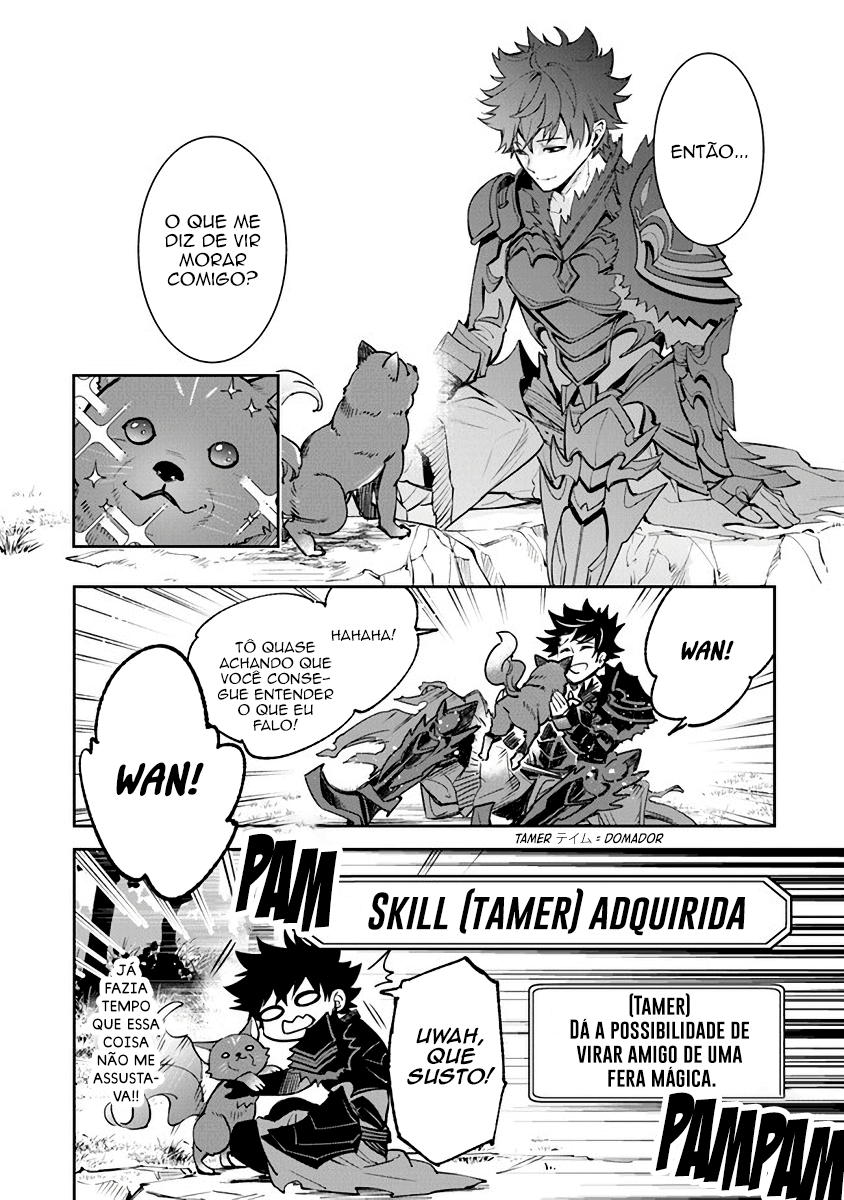 ENTÃO...
O QUE ME
DIZ DE VIR
MORAR
COMIGO?
WAN!
HAHAHA!
TÔ QUASE
ACHANDO QUE
VOCÊ CONSE-
GUE ENTENDER
O QUE EU
FALO!
WAN!
TAMER テイム = DOMADOR
PAM
SKILL (TAMER) ADQUIRIDA
(TAMER)
DÁ A POSSIBILIDADE DE
VIRAR AMIGO DE UMA
FERA MÁGICA.
UWAH,
QUE
SUSTO!
JÁ
FAZIA
TEMPO
QUE ESSA
COISA
NÃO ME
ASSUSTA-
VA!!
PAMPAM